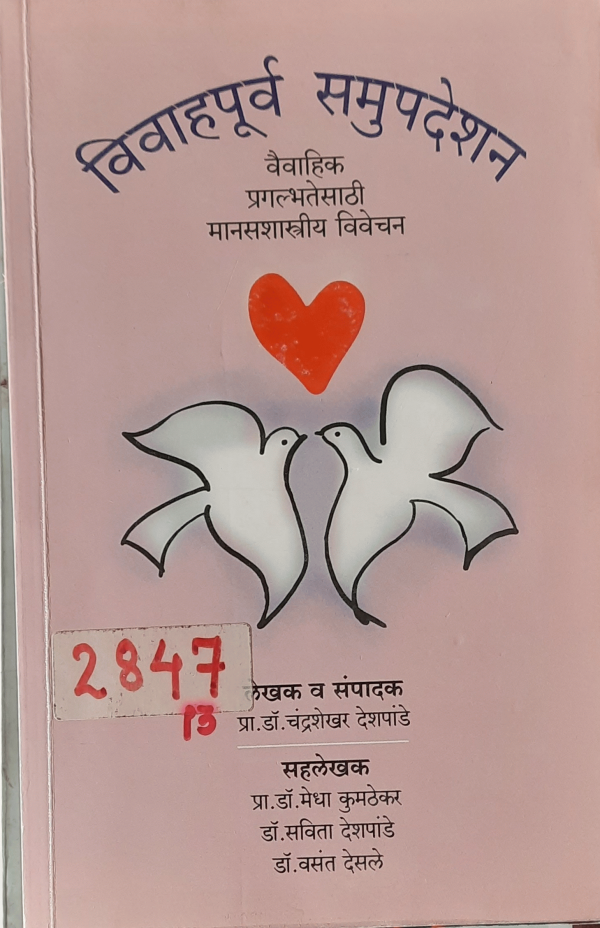 विवाहपूर्व समुपदेशन
वैवाहिक
प्रगल्भतेसाठी
मानसशास्त्रीय विवेचन
2847
13
लेखक व संपादक
प्रा.डॉ.चंद्रशेखर देशपांडे
सहलेखक
प्रा.डॉ.मेधा कुमठेकर
डॉ.सविता देशपांडे
डॉ.वसंत देसले